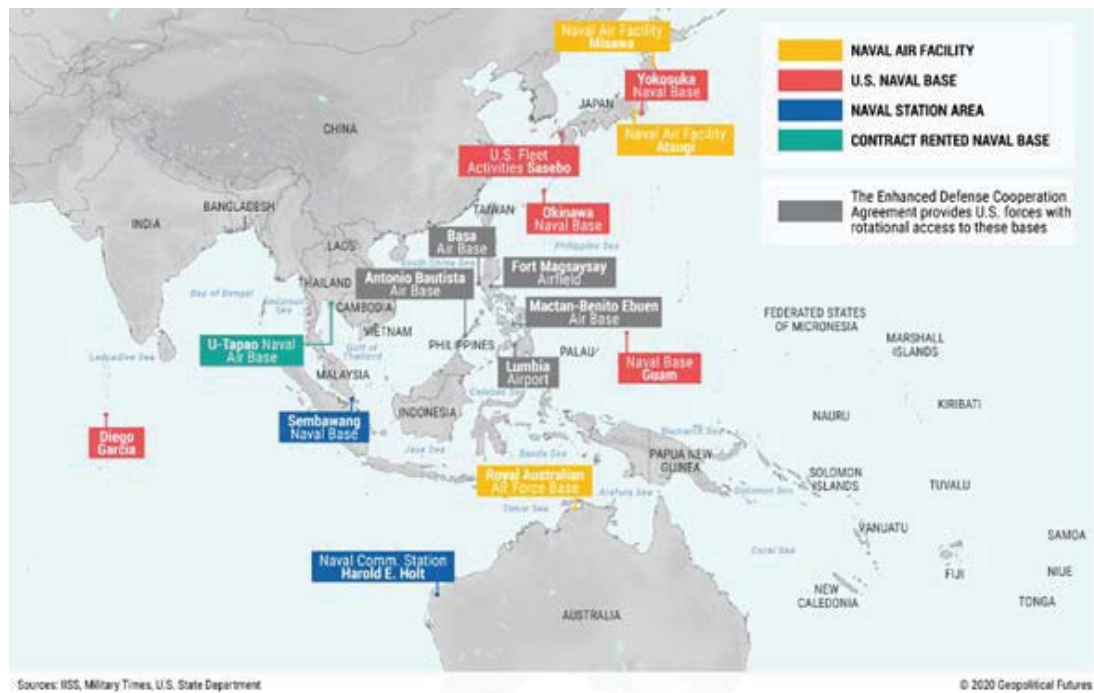 Naval Air Facility
Misawa
Yokosuka
Naval Base
JAPAN
CHINA
Naval Air Facility
Atsugi
U.S. Fleet
Activities Sasebo
NAVAL AIR FACILITY
U.S. NAVAL BASE
NAVAL STATION AREA
CONTRACT RENTED NAVAL BASE
The Enhanced Defense Cooperation
Agreement provides U.S. forces with
rotational access to these bases
BANGLADESH
INDIA
TAIWAN
Okinawa
Naval Base
Philippine Sea
LAOS
Basa
Air Base
South China Sea
Fort Magsaysay
Airfield
THAILAND
Antonio Bautista
Air Base
Bay of Bengal
Andaman
Sea
CAMBODIA
Mactan-Benito Ebuen
Air Base
VIETNAM
U-Tapao Naval
Air Base
Gulf of
Thailand
PHILIPPINES
PALAU
FEDERATED STATES
OF MICRONESIA
MARSHALL
ISLANDS
Laccadive Sea
MALAYSIA
Lumbia
Airport
Naval Base
Guam
Celebes Sea
Sembawang
Naval Base
INDONESIA
NAURU
KIRIBATI
Diego
Garcia
Java Sea
Banda Sea
Bismarck Sea
PAPUA NEW
GUINEA
Royal Australian
Air Force Base
Arafura Sea
Timor Sea
Solomon Sea
SOLOMON
ISLANDS
TUVALU
VANUATU
SAMOA
Coral Sea
Naval Comm. Station
Harold E. Holt
FIJI
NIUE
NEW
CALEDONIA
TONGA
AUSTRALIA
Sources: IISS, Military Times, U.S. State Department
© 2020 Geopolitical Futures